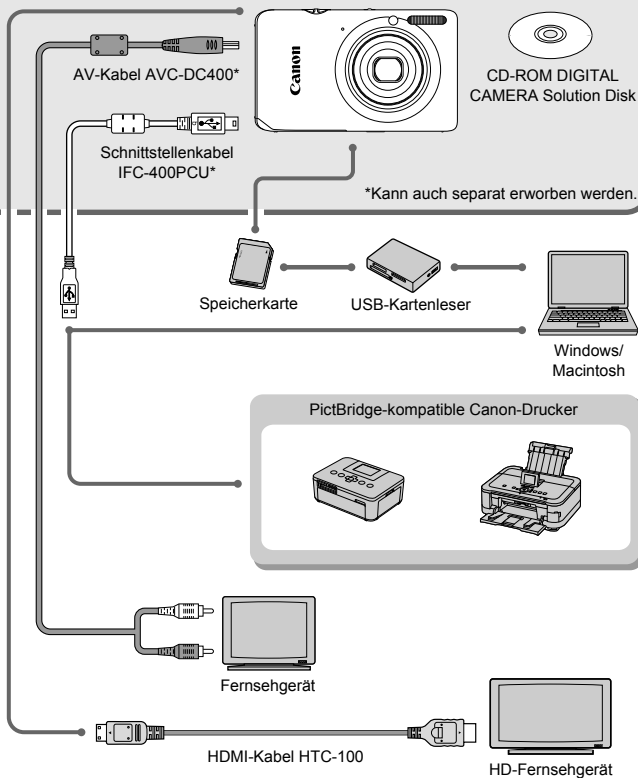 Canon
AV-Kabel AVC-DC400*
CD-ROM DIGITAL
CAMERA Solution Disk
Schnittstellenkabel
IFC-400PCU*
*Kann auch separat erworben werden.
Speicherkarte
USB-Kartenleser
Windows/
Macintosh
PictBridge-kompatible Canon-Drucker
Fernsehgerät
HDMI-Kabel HTC-100
HD-Fernsehgerät